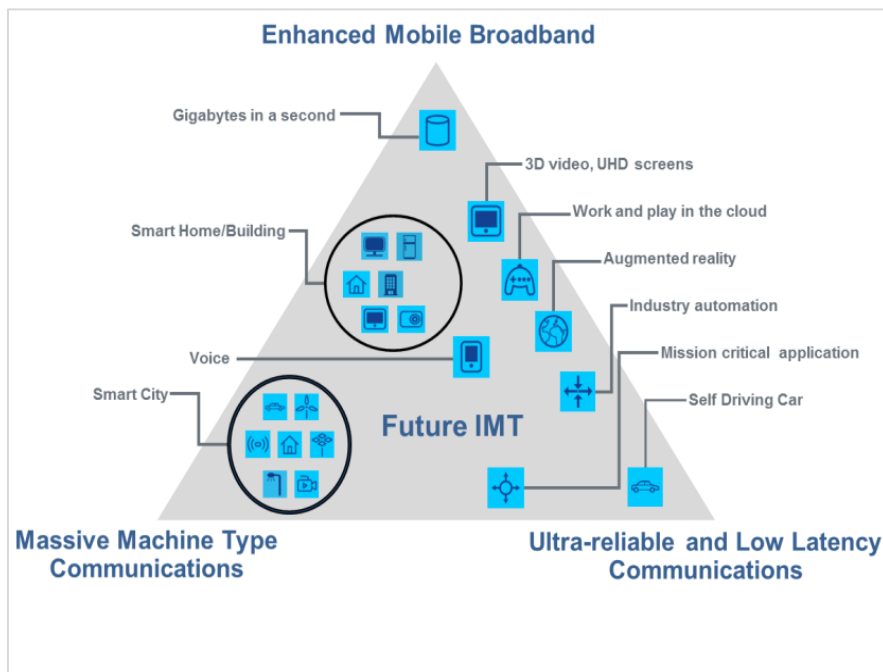 Enhanced Mobile Broadband
Gigabytes in a second
3D video, UHD screens
Work and play in the cloud
Smart Home/Building
Augmented reality
Industry automation
Voice
Mission critical application
Smart City
Self Driving Car
Future IMT
Massive Machine Type
Communications
Ultra-reliable and Low Latency
Communications